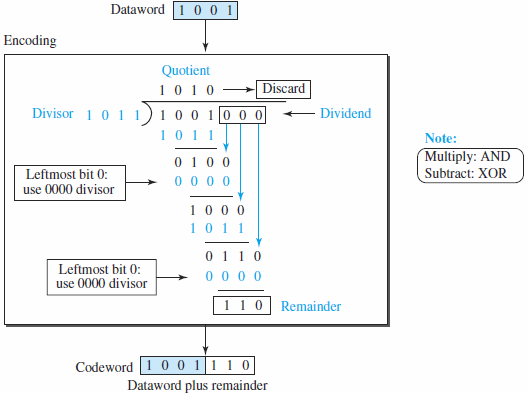 Dataword 1 0 0 1
Encoding
Quotient
1 0 1 0 Discard
Divisor 1 0 1 1 1 0 0 1 0 0 0 Dividend
1 0 1 1
Note:
Multiply: AND
Subtract: XOR
0 1 0 0
Leftmost bit 0:
use 0000 divisor
0 0 0 0
1 0 0 0
1 0 1 1
0 1 1 0
Leftmost bit 0:
use 0000 divisor
0 0 0 0
1 1 0 Remainder
Codeword 1 0 0 1 1 1 0
Dataword plus remainder